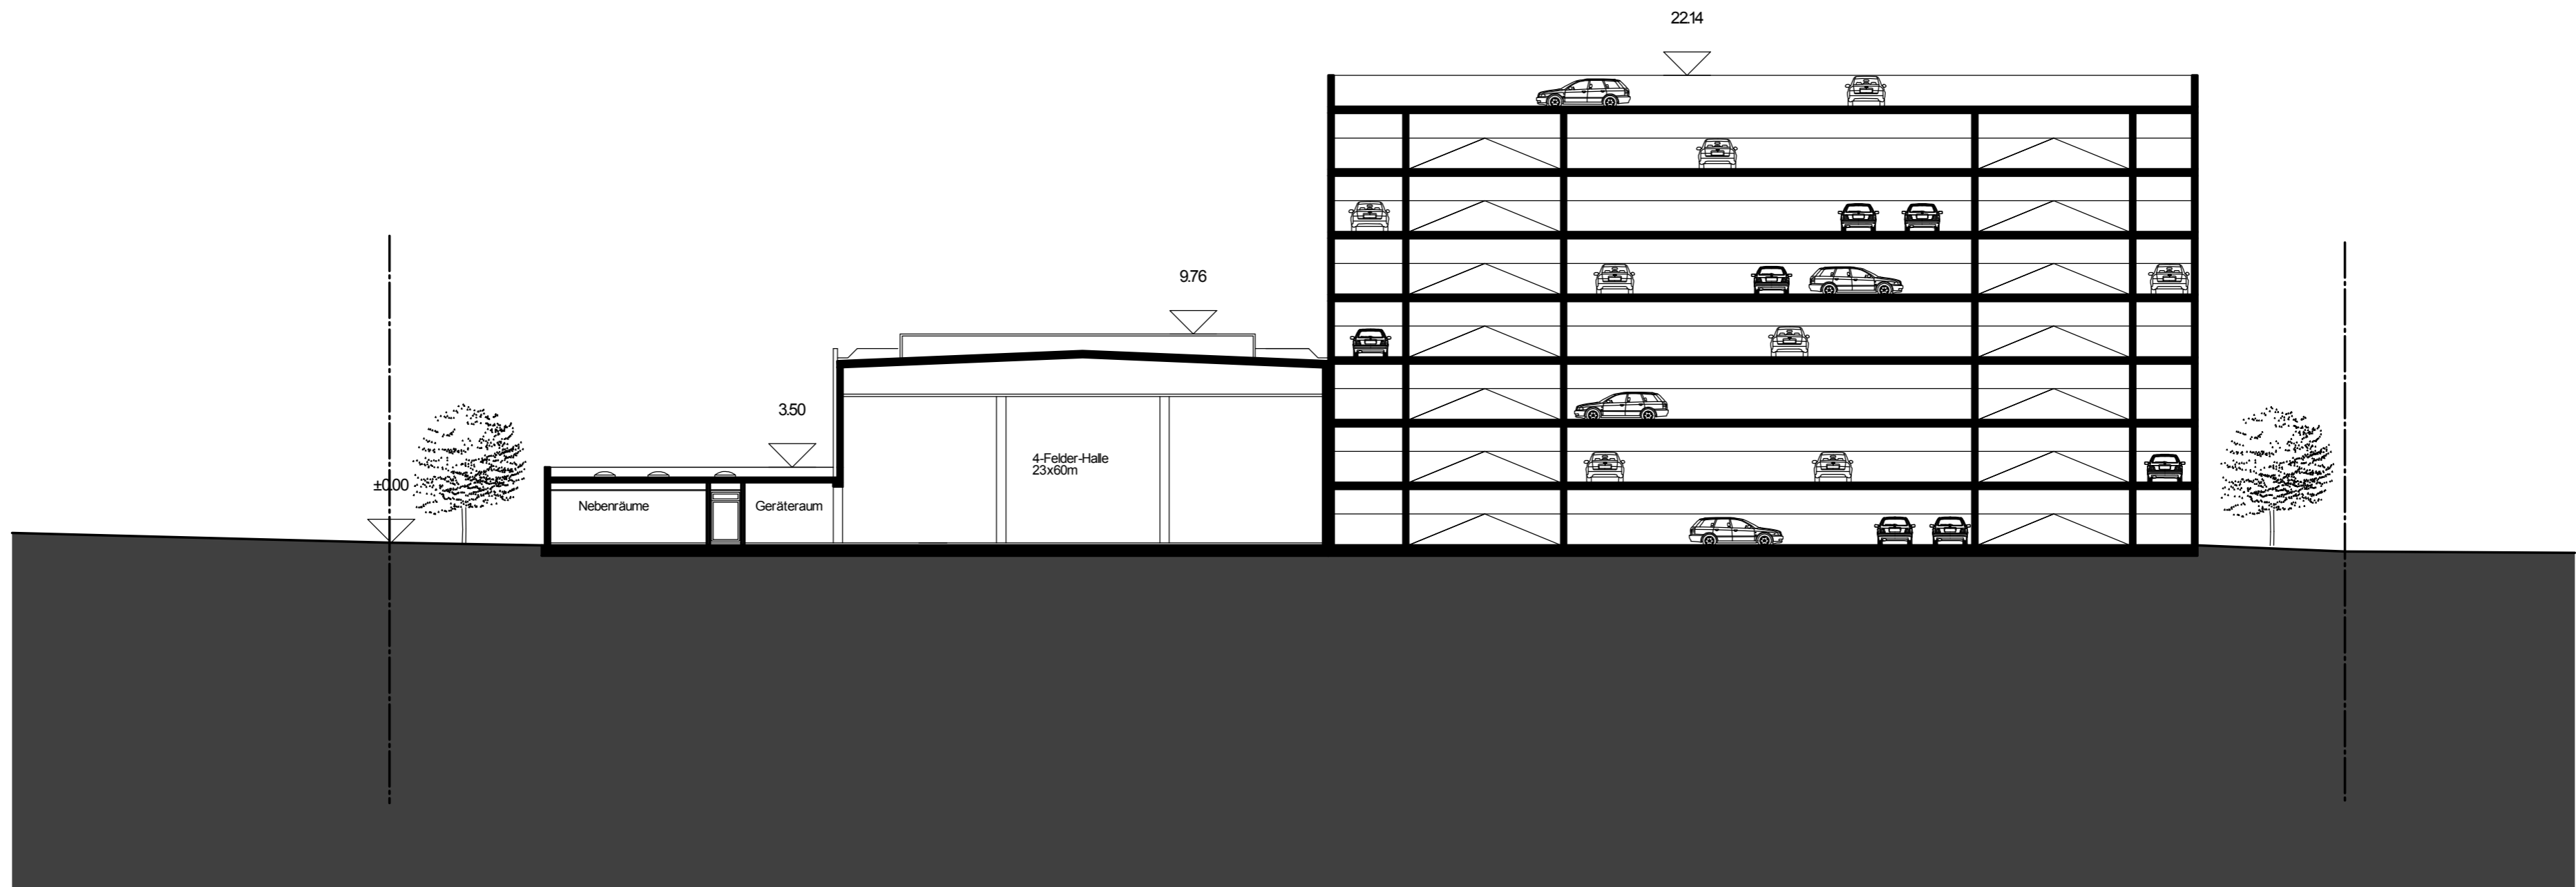 22.14
9.76
3.50
±0.00
4-Felder-Halle
23x60m
Nebenräume
Geräteraum